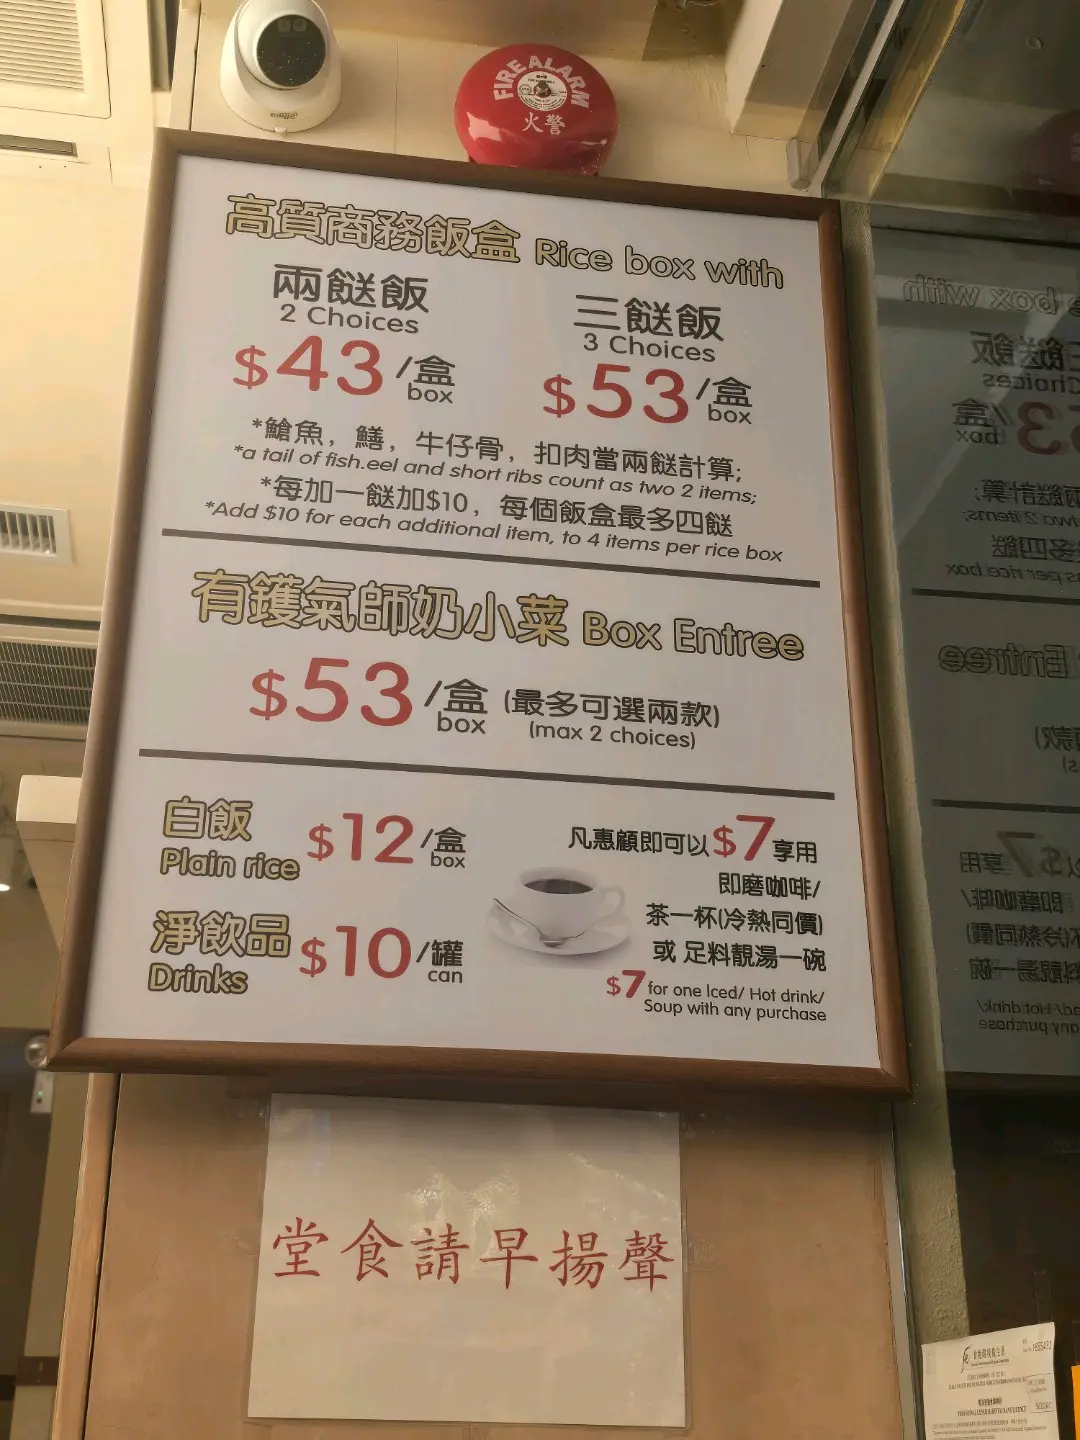 FIRE ALARM
火警
高質商務飯盒 Rice box with
兩餸飯
2 Choices
$43/盒
box
三餸飯
3 Choices
$53/盒
box
*鱠魚，鱔，牛仔骨，扣肉當兩餸計算;
*a tail of fish.eel and short ribs count as two 2 items;
*每加一餸加$10，每個飯盒最多四餸
*Add $10 for each additional item, to 4 items per rice box
有鑊氣師奶小菜 Box Entree
$53/盒 (最多可選兩款)
box (max 2 choices)
白飯
Plain rice
$12/盒
box
淨飲品
Drinks
$10/罐
can
凡惠顧即可以$7享用
即磨咖啡/
茶一杯(冷熱同價)
或 足料靚湯一碗
$7 for one Iced/ Hot drink/
Soup with any purchase
堂食請早揚聲